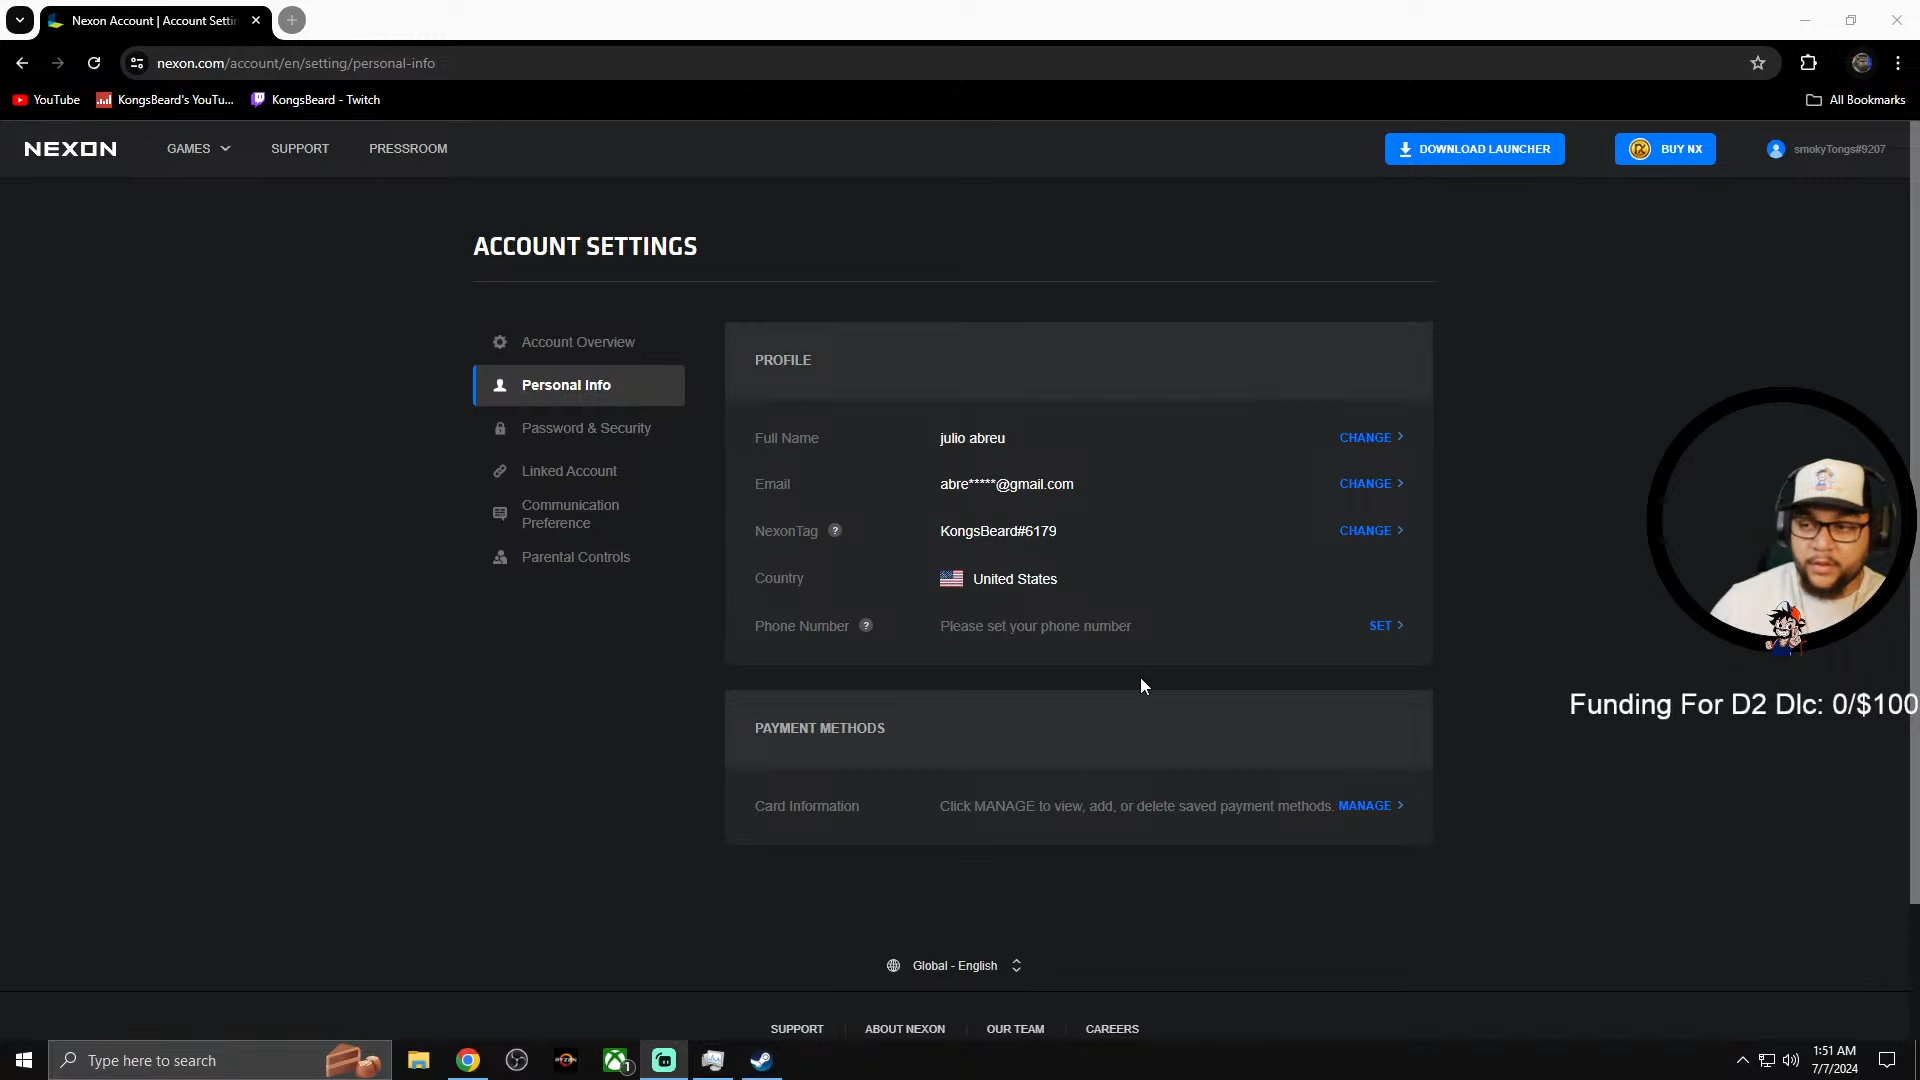 Nexon Account | Account Settin
nexon.com/account/en/setting/personal-info
YouTube
KongsBeard's YouTu...
KongsBeard - Twitch
All Bookmarks
NEXON
GAMES
SUPPORT
PRESSROOM
DOWNLOAD LAUNCHER
BUY NX
smokyTongs#9207
ACCOUNT SETTINGS
Account Overview
Personal Info
Password & Security
Linked Account
Communication
Preference
Parental Controls
PROFILE
Full Name julio abreu CHANGE
Email abre*****@gmail.com CHANGE
NexonTag ? KongsBeard#6179 CHANGE
Country United States
Phone Number ? Please set your phone number SET
PAYMENT METHODS
Card Information Click MANAGE to view, add, or delete saved payment methods. MANAGE
Funding For D2 Dlc: 0/$100
Global - English
SUPPORT
ABOUT NEXON
OUR TEAM
CAREERS
Type here to search
RYZEN
1
1:51 AM
7/7/2024